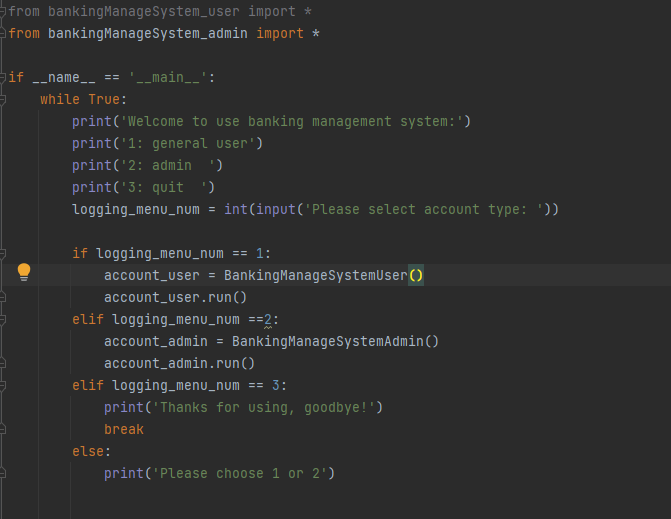 from bankingManageSystem_user import *
from bankingManageSystem_admin import *
if __name__ == '__main__':
while True:
print('Welcome to use banking management system:')
print('1: general user')
print('2: admin  ')
print('3: quit  ')
logging_menu_num = int(input('Please select account type: '))
if logging_menu_num == 1:
account_user = BankingManageSystemUser()
account_user.run()
elif logging_menu_num ==2:
account_admin = BankingManageSystemAdmin()
account_admin.run()
elif logging_menu_num == 3:
print('Thanks for using, goodbye!')
break
else:
print('Please choose 1 or 2')